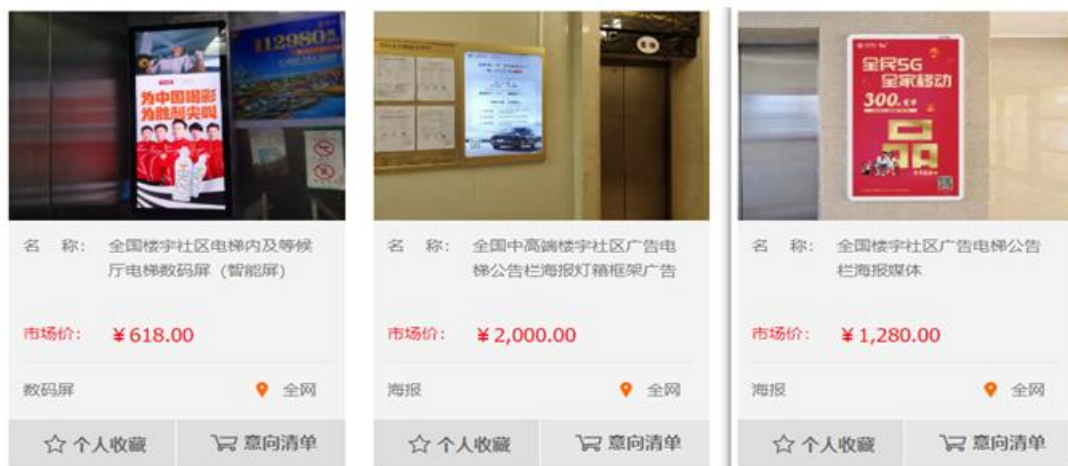 12980
为中国喝彩
为胜利尖叫
全民5G
全家移动
300
品
名 称： 全国楼宇社区电梯内及等候
厅电梯数码屏（智能屏）
市场价： ￥618.00
数码屏 全网
个人收藏 意向清单
名 称： 全国中高端楼宇社区广告电
梯公告栏海报灯箱框架广告
市场价： ￥2,000.00
海报 全网
个人收藏 意向清单
名 称： 全国楼宇社区广告电梯公告
栏海报媒体
市场价： ￥1,280.00
海报 全网
个人收藏 意向清单